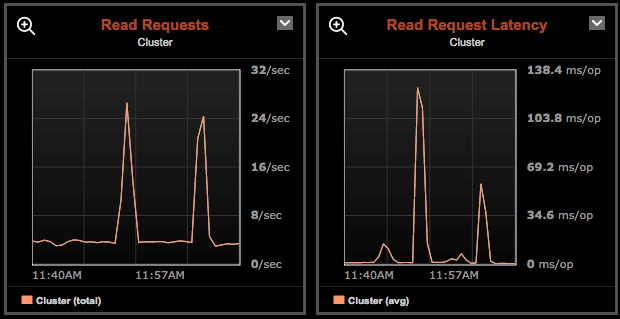 Read Requests
Cluster
32/sec
24/sec
16/sec
8/sec
0/sec
11:40AM 11:57AM
Cluster (total)
Read Request Latency
Cluster
138.4 ms/op
103.8 ms/op
69.2 ms/op
34.6 ms/op
0 ms/op
11:40AM 11:57AM
Cluster (avg)